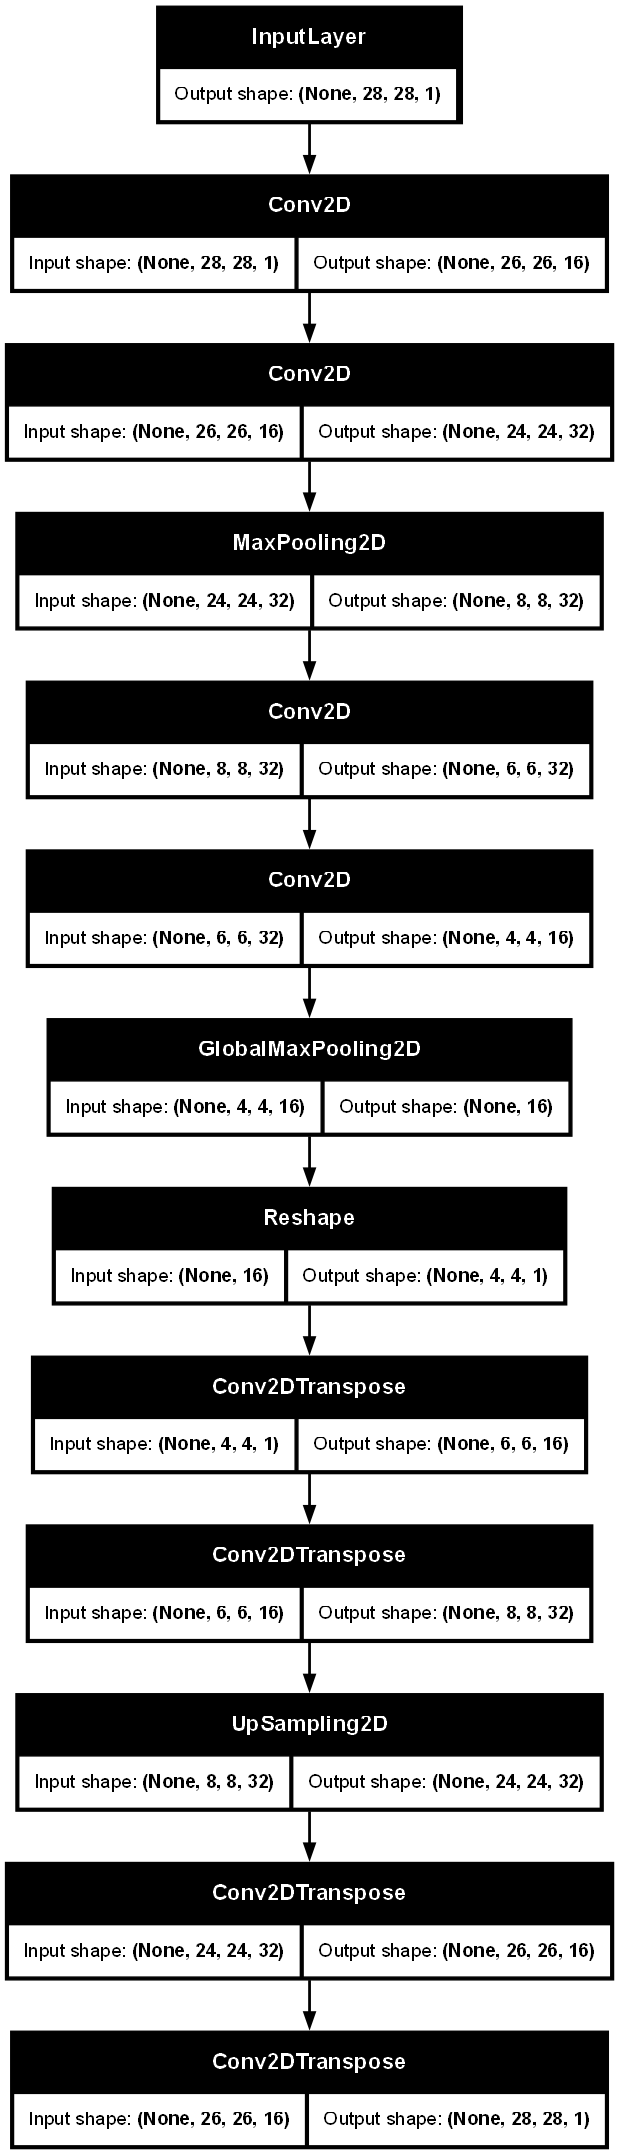 InputLayer
Output shape: (None, 28, 28, 1)
Conv2D
Input shape: (None, 28, 28, 1) Output shape: (None, 26, 26, 16)
Conv2D
Input shape: (None, 26, 26, 16) Output shape: (None, 24, 24, 32)
MaxPooling2D
Input shape: (None, 24, 24, 32) Output shape: (None, 8, 8, 32)
Conv2D
Input shape: (None, 8, 8, 32) Output shape: (None, 6, 6, 32)
Conv2D
Input shape: (None, 6, 6, 32) Output shape: (None, 4, 4, 16)
GlobalMaxPooling2D
Input shape: (None, 4, 4, 16) Output shape: (None, 16)
Reshape
Input shape: (None, 16) Output shape: (None, 4, 4, 1)
Conv2DTranspose
Input shape: (None, 4, 4, 1) Output shape: (None, 6, 6, 16)
Conv2DTranspose
Input shape: (None, 6, 6, 16) Output shape: (None, 8, 8, 32)
UpSampling2D
Input shape: (None, 8, 8, 32) Output shape: (None, 24, 24, 32)
Conv2DTranspose
Input shape: (None, 24, 24, 32) Output shape: (None, 26, 26, 16)
Conv2DTranspose
Input shape: (None, 26, 26, 16) Output shape: (None, 28, 28, 1)